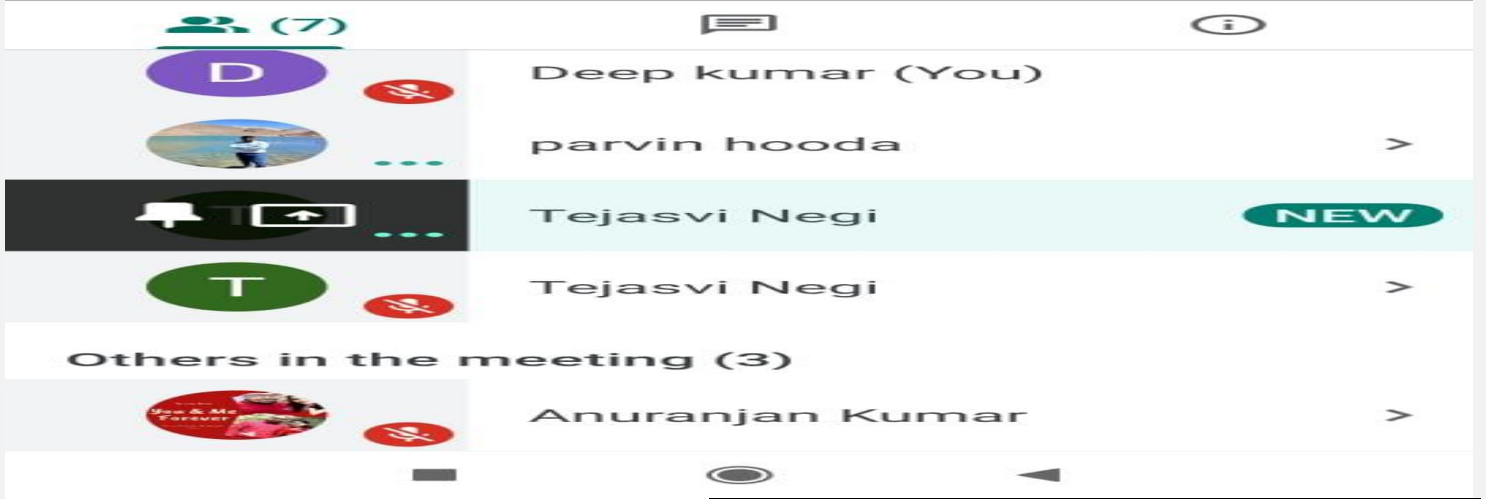 (7)
D
Deep kumar (You)
parvin hooda
Tejasvi Negi
NEW
T
Tejasvi Negi
Others in the meeting (3)
You & Me
Forever
Anuranjan Kumar